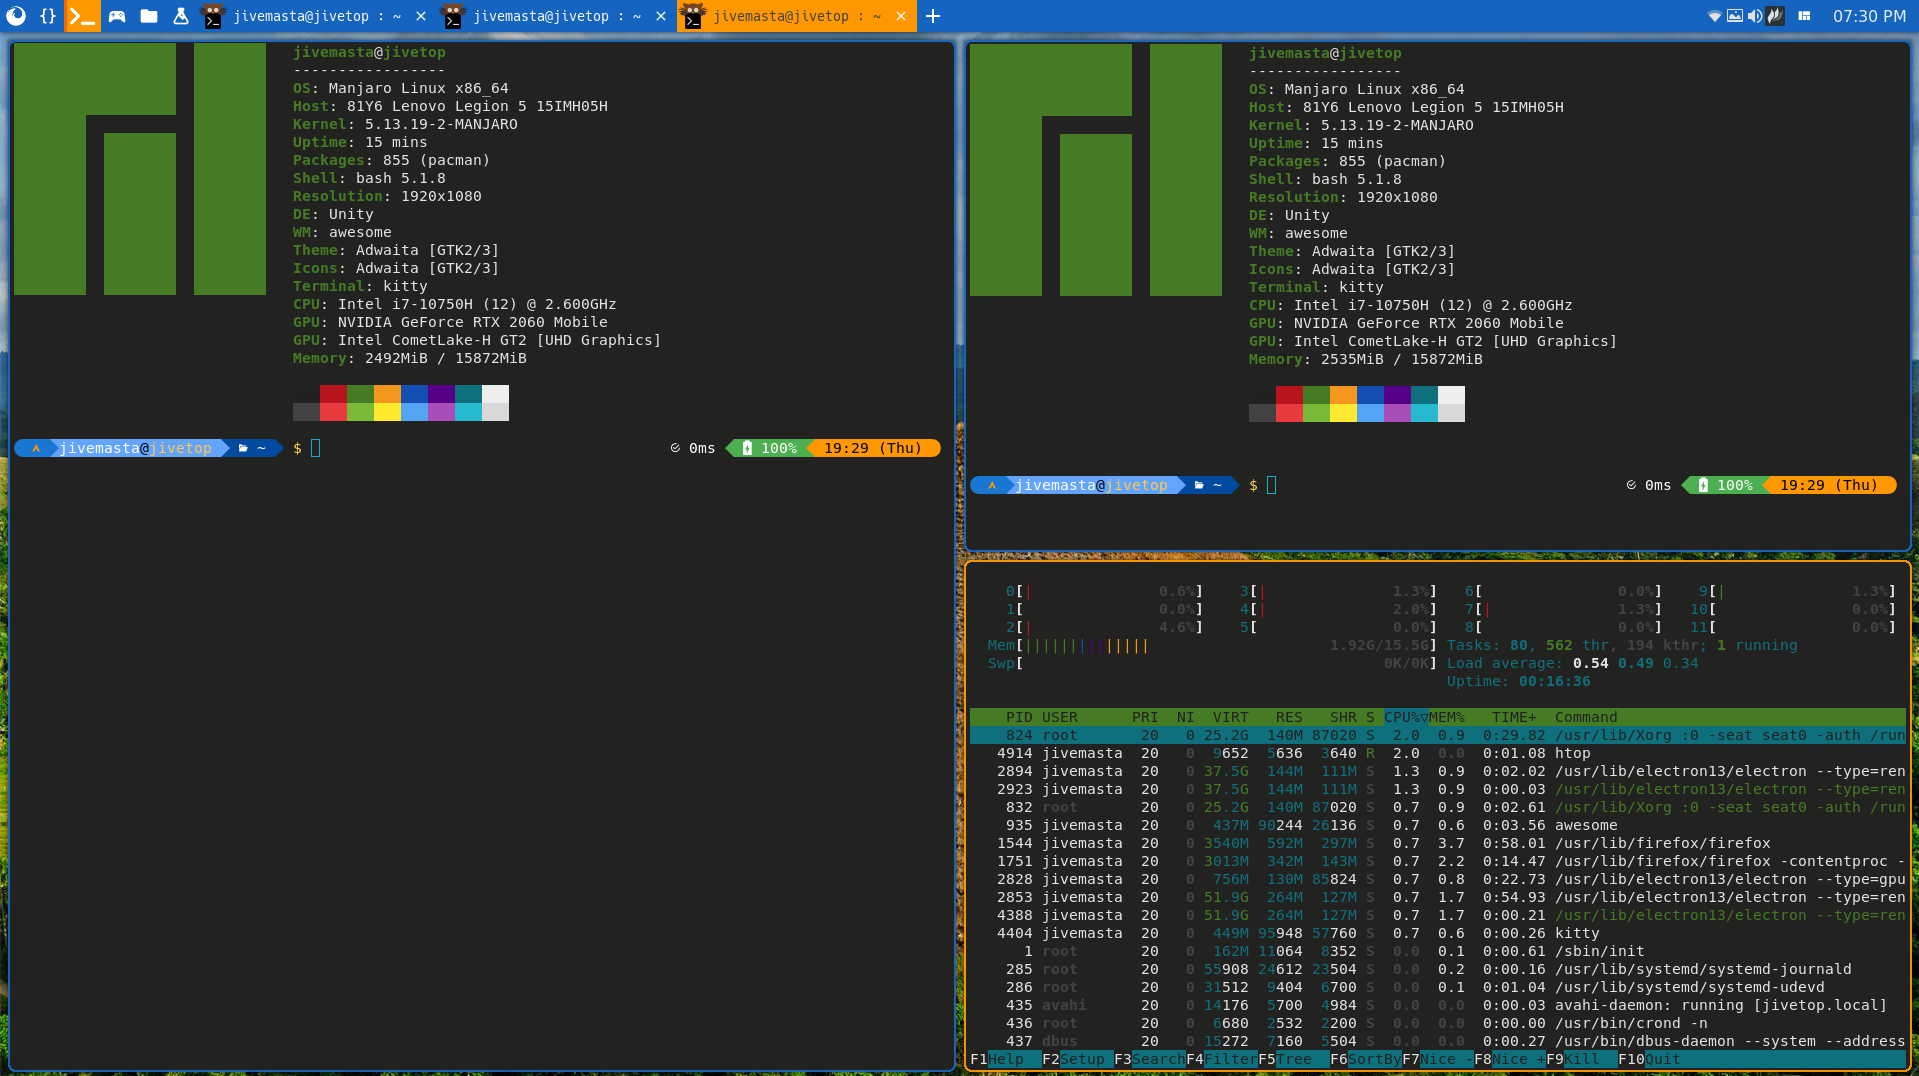 {} jivemasta@jivetop : ~ × jivemasta@jivetop : ~ × jivemasta@jivetop : ~ × + 07:30 PM
jivemasta@jivetop
-----------------
OS: Manjaro Linux x86_64
Host: 81Y6 Lenovo Legion 5 15IMH05H
Kernel: 5.13.19-2-MANJARO
Uptime: 15 mins
Packages: 855 (pacman)
Shell: bash 5.1.8
Resolution: 1920x1080
DE: Unity
WM: awesome
Theme: Adwaita [GTK2/3]
Icons: Adwaita [GTK2/3]
Terminal: kitty
CPU: Intel i7-10750H (12) @ 2.600GHz
GPU: NVIDIA GeForce RTX 2060 Mobile
GPU: Intel CometLake-H GT2 [UHD Graphics]
Memory: 2492MiB / 15872MiB
jivemasta@jivetop ~ $ 0ms 100% 19:29 (Thu)
jivemasta@jivetop
-----------------
OS: Manjaro Linux x86_64
Host: 81Y6 Lenovo Legion 5 15IMH05H
Kernel: 5.13.19-2-MANJARO
Uptime: 15 mins
Packages: 855 (pacman)
Shell: bash 5.1.8
Resolution: 1920x1080
DE: Unity
WM: awesome
Theme: Adwaita [GTK2/3]
Icons: Adwaita [GTK2/3]
Terminal: kitty
CPU: Intel i7-10750H (12) @ 2.600GHz
GPU: NVIDIA GeForce RTX 2060 Mobile
GPU: Intel CometLake-H GT2 [UHD Graphics]
Memory: 2535MiB / 15872MiB
jivemasta@jivetop ~ $ 0ms 100% 19:29 (Thu)
0[| 0.6%] 3[| 1.3%] 6[ 0.0%] 9[| 1.3%]
1[ 0.0%] 4[| 2.0%] 7[| 1.3%] 10[ 0.0%]
2[| 4.6%] 5[ 0.0%] 8[ 0.0%] 11[ 0.0%]
Mem[|||||||||||||| 1.92G/15.5G] Tasks: 80, 562 thr, 194 kthr; 1 running
Swp[ 0K/0K] Load average: 0.54 0.49 0.34
Uptime: 00:16:36
PID USER PRI NI VIRT RES SHR S CPU%▽MEM% TIME+ Command
824 root 20 0 25.2G 140M 87020 S 2.0 0.9 0:29.82 /usr/lib/Xorg :0 -seat seat0 -auth /run
4914 jivemasta 20 0 9652 5636 3640 R 2.0 0.0 0:01.08 htop
2894 jivemasta 20 0 37.5G 144M 111M S 1.3 0.9 0:02.02 /usr/lib/electron13/electron --type=ren
2923 jivemasta 20 0 37.5G 144M 111M S 1.3 0.9 0:00.03 /usr/lib/electron13/electron --type=ren
832 root 20 0 25.2G 140M 87020 S 0.7 0.9 0:02.61 /usr/lib/Xorg :0 -seat seat0 -auth /run
935 jivemasta 20 0 437M 90244 26136 S 0.7 0.6 0:03.56 awesome
1544 jivemasta 20 0 3540M 592M 297M S 0.7 3.7 0:58.01 /usr/lib/firefox/firefox
1751 jivemasta 20 0 3013M 342M 143M S 0.7 2.2 0:14.47 /usr/lib/firefox/firefox -contentproc -
2828 jivemasta 20 0 756M 130M 85824 S 0.7 0.8 0:22.73 /usr/lib/electron13/electron --type=gpu
2853 jivemasta 20 0 51.9G 264M 127M S 0.7 1.7 0:54.93 /usr/lib/electron13/electron --type=ren
4388 jivemasta 20 0 51.9G 264M 127M S 0.7 1.7 0:00.21 /usr/lib/electron13/electron --type=ren
4404 jivemasta 20 0 449M 95948 57760 S 0.7 0.6 0:00.26 kitty
1 root 20 0 162M 11064 8352 S 0.0 0.1 0:00.61 /sbin/init
285 root 20 0 55908 24612 23504 S 0.0 0.2 0:00.16 /usr/lib/systemd/systemd-journald
286 root 20 0 31512 9404 6700 S 0.0 0.1 0:01.04 /usr/lib/systemd/systemd-udevd
435 avahi 20 0 14176 5700 4984 S 0.0 0.0 0:00.03 avahi-daemon: running [jivetop.local]
436 root 20 0 6680 2532 2200 S 0.0 0.0 0:00.00 /usr/bin/crond -n
437 dbus 20 0 15272 7160 5504 S 0.0 0.0 0:00.27 /usr/bin/dbus-daemon --system --address
F1Help F2Setup F3SearchF4FilterF5Tree F6SortByF7Nice -F8Nice +F9Kill F10Quit